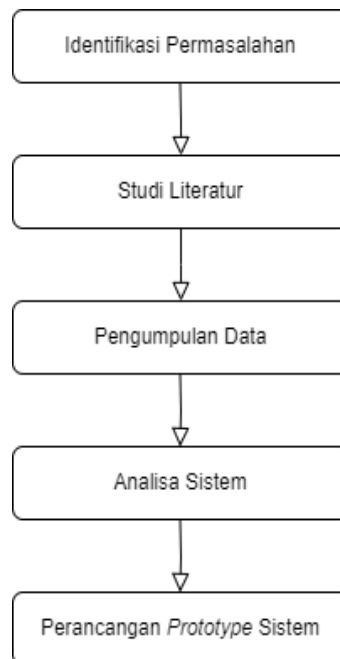 Identifikasi Permasalahan
Studi Literatur
Pengumpulan Data
Analisa Sistem
Perancangan Prototype Sistem